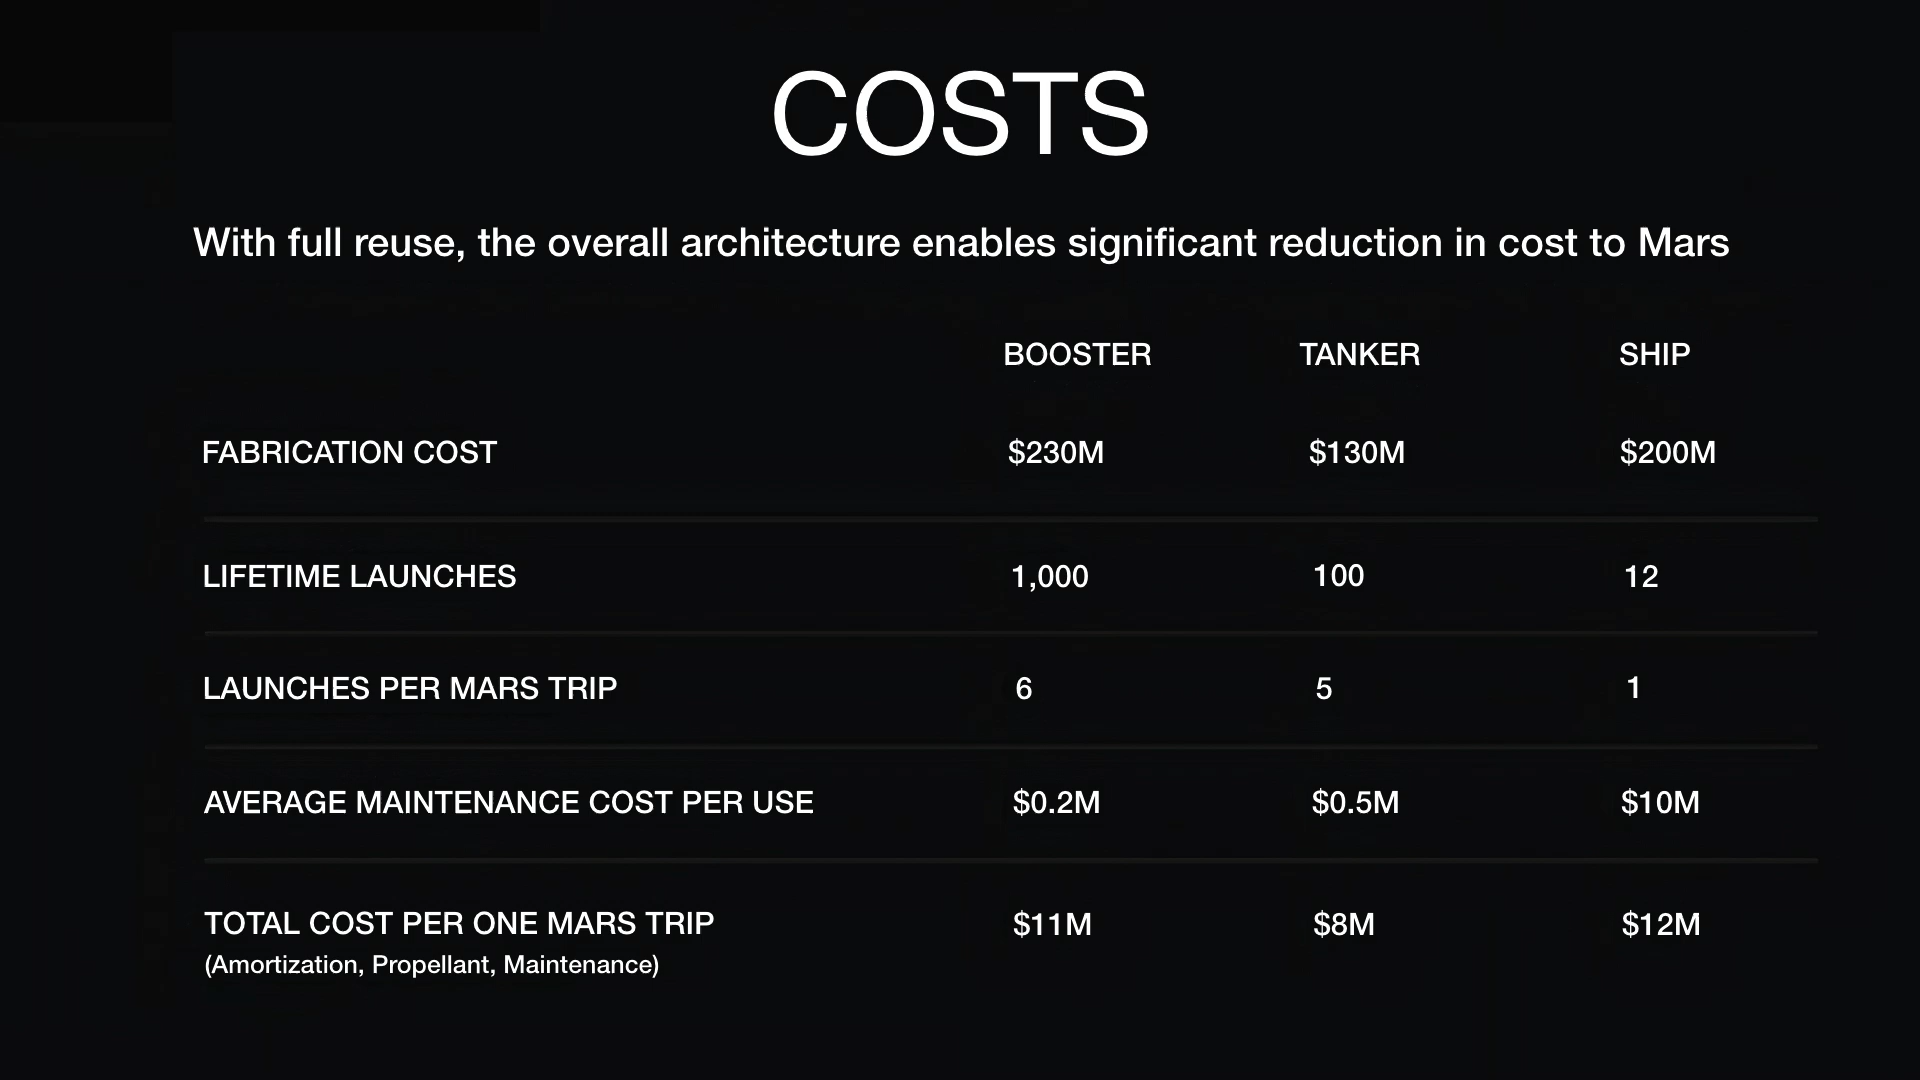 COSTS
With full reuse, the overall architecture enables significant reduction in cost to Mars
BOOSTER TANKER SHIP
FABRICATION COST $230M $130M $200M
LIFETIME LAUNCHES 1,000 100 12
LAUNCHES PER MARS TRIP 6 5 1
AVERAGE MAINTENANCE COST PER USE $0.2M $0.5M $10M
TOTAL COST PER ONE MARS TRIP $11M $8M $12M
(Amortization, Propellant, Maintenance)